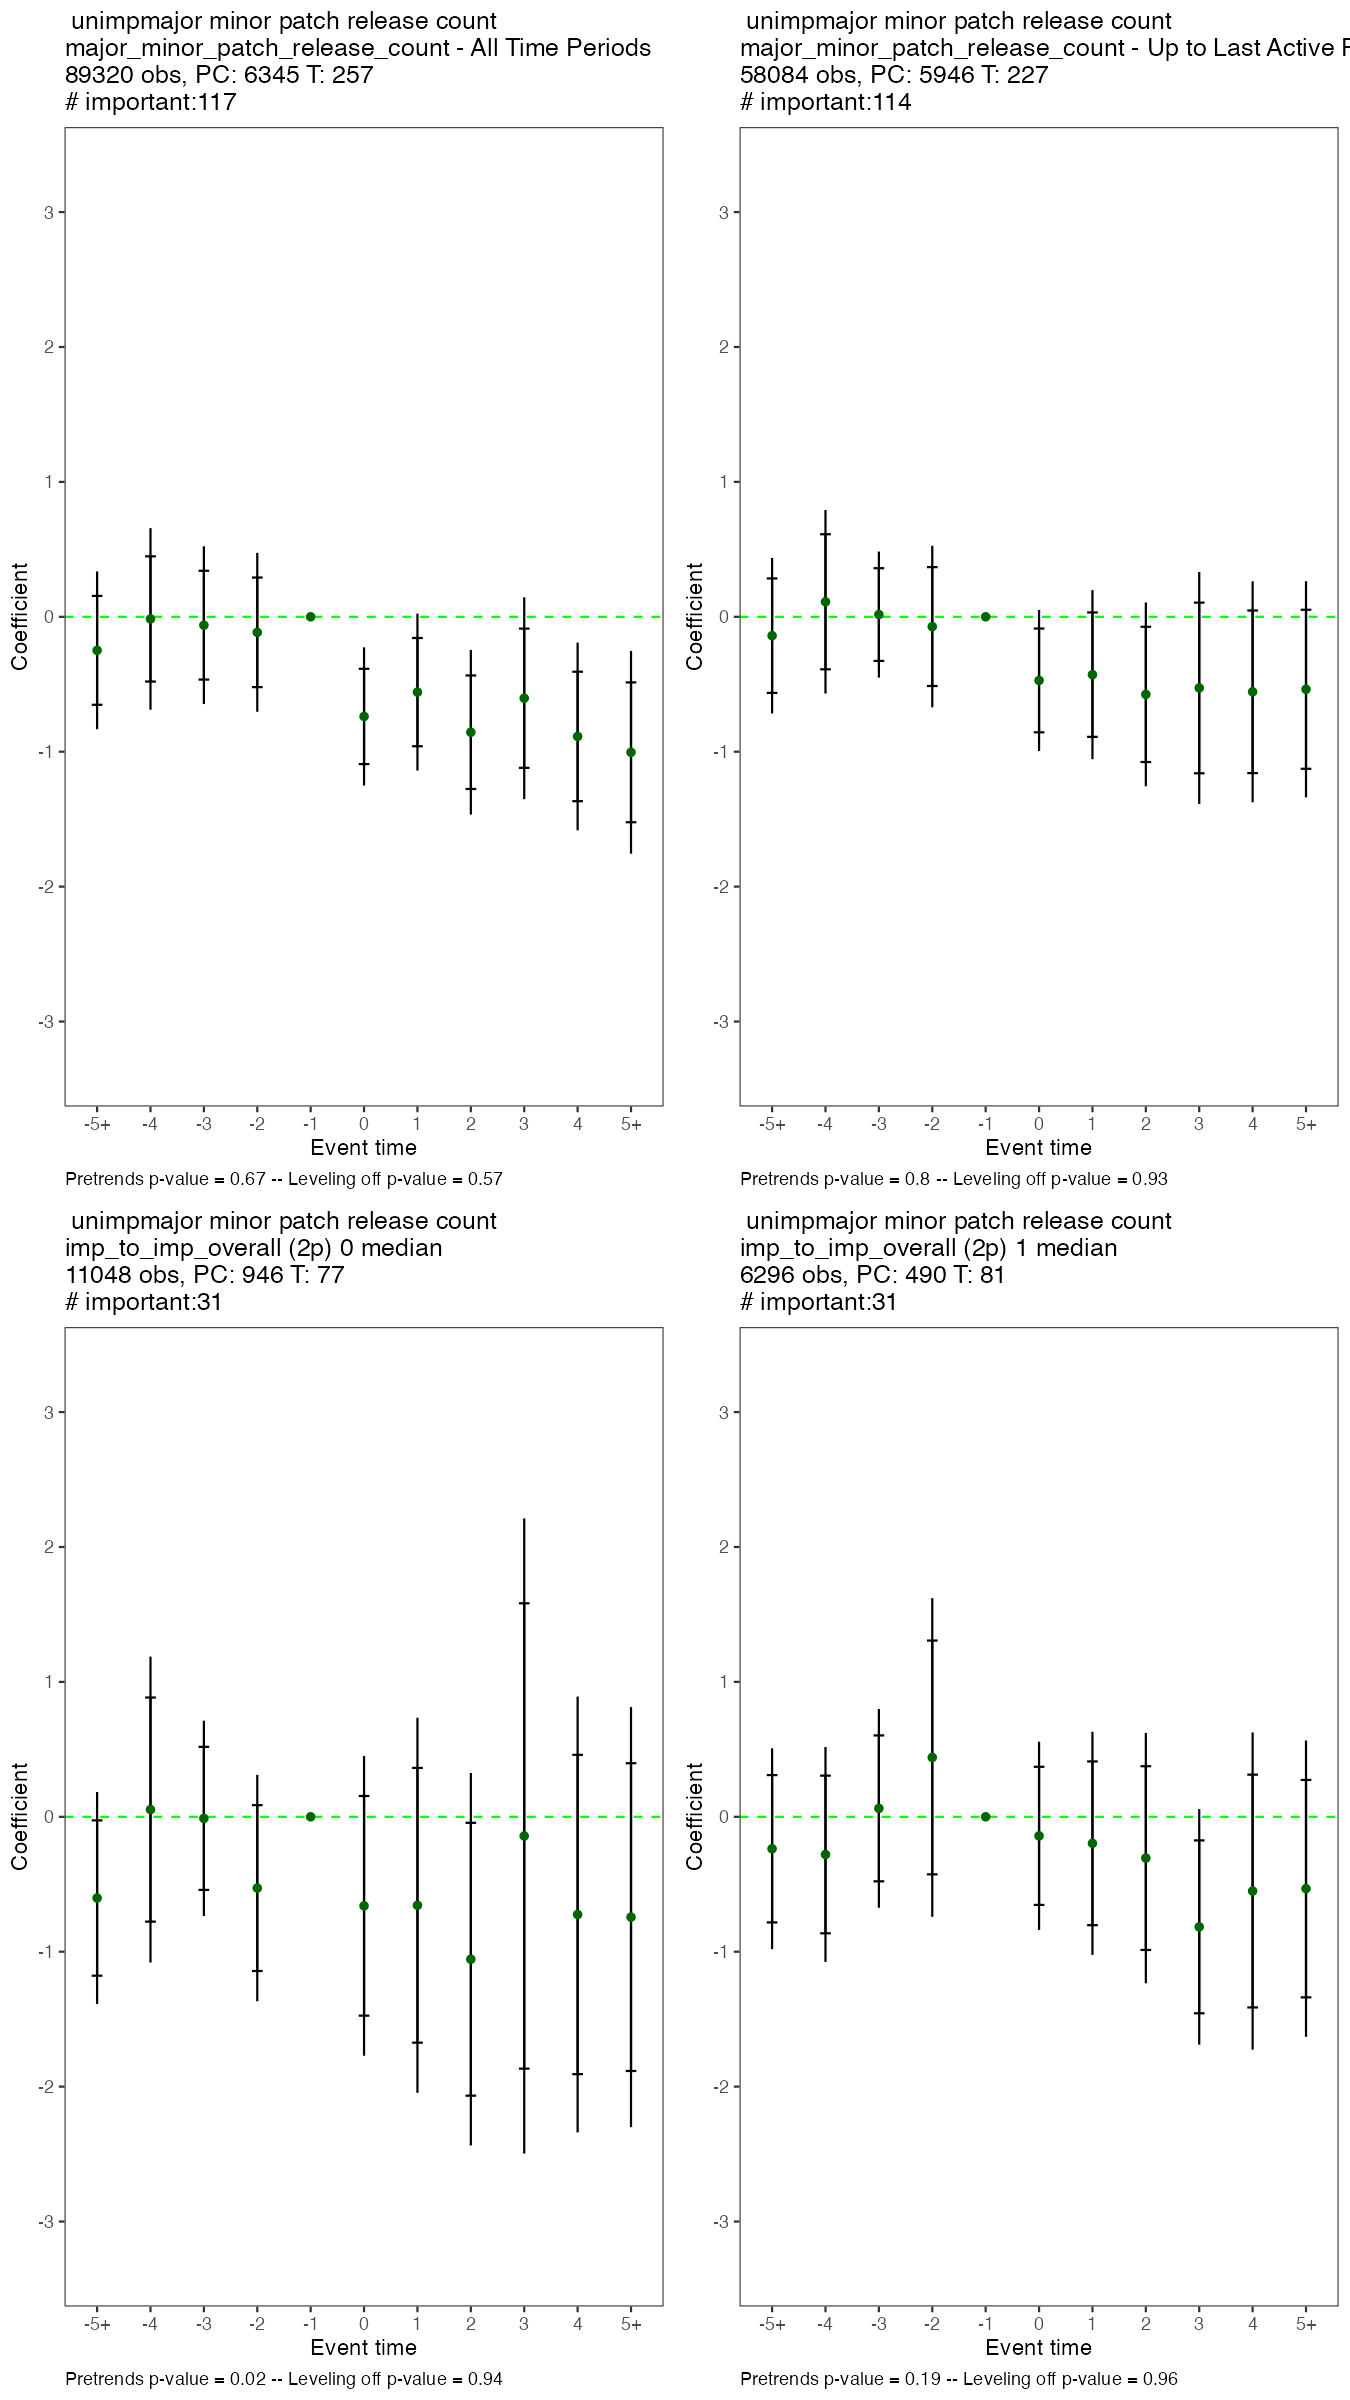 unimpmajor minor patch release count
major_minor_patch_release_count - All Time Periods
89320 obs, PC: 6345 T: 257
# important:117
3
2
1
0
-1
-2
-3
Coefficient
-5+ -4 -3 -2 -1 0 1 2 3 4 5+
Event time
Pretrends p-value = 0.67 -- Leveling off p-value = 0.57
unimpmajor minor patch release count
major_minor_patch_release_count - Up to Last Active
58084 obs, PC: 5946 T: 227
# important:114
3
2
1
0
-1
-2
-3
Coefficient
-5+ -4 -3 -2 -1 0 1 2 3 4 5+
Event time
Pretrends p-value = 0.8 -- Leveling off p-value = 0.93
unimpmajor minor patch release count
imp_to_imp_overall (2p) 0 median
11048 obs, PC: 946 T: 77
# important:31
3
2
1
0
-1
-2
-3
Coefficient
-5+ -4 -3 -2 -1 0 1 2 3 4 5+
Event time
Pretrends p-value = 0.02 -- Leveling off p-value = 0.94
unimpmajor minor patch release count
imp_to_imp_overall (2p) 1 median
6296 obs, PC: 490 T: 81
# important:31
3
2
1
0
-1
-2
-3
Coefficient
-5+ -4 -3 -2 -1 0 1 2 3 4 5+
Event time
Pretrends p-value = 0.19 -- Leveling off p-value = 0.96